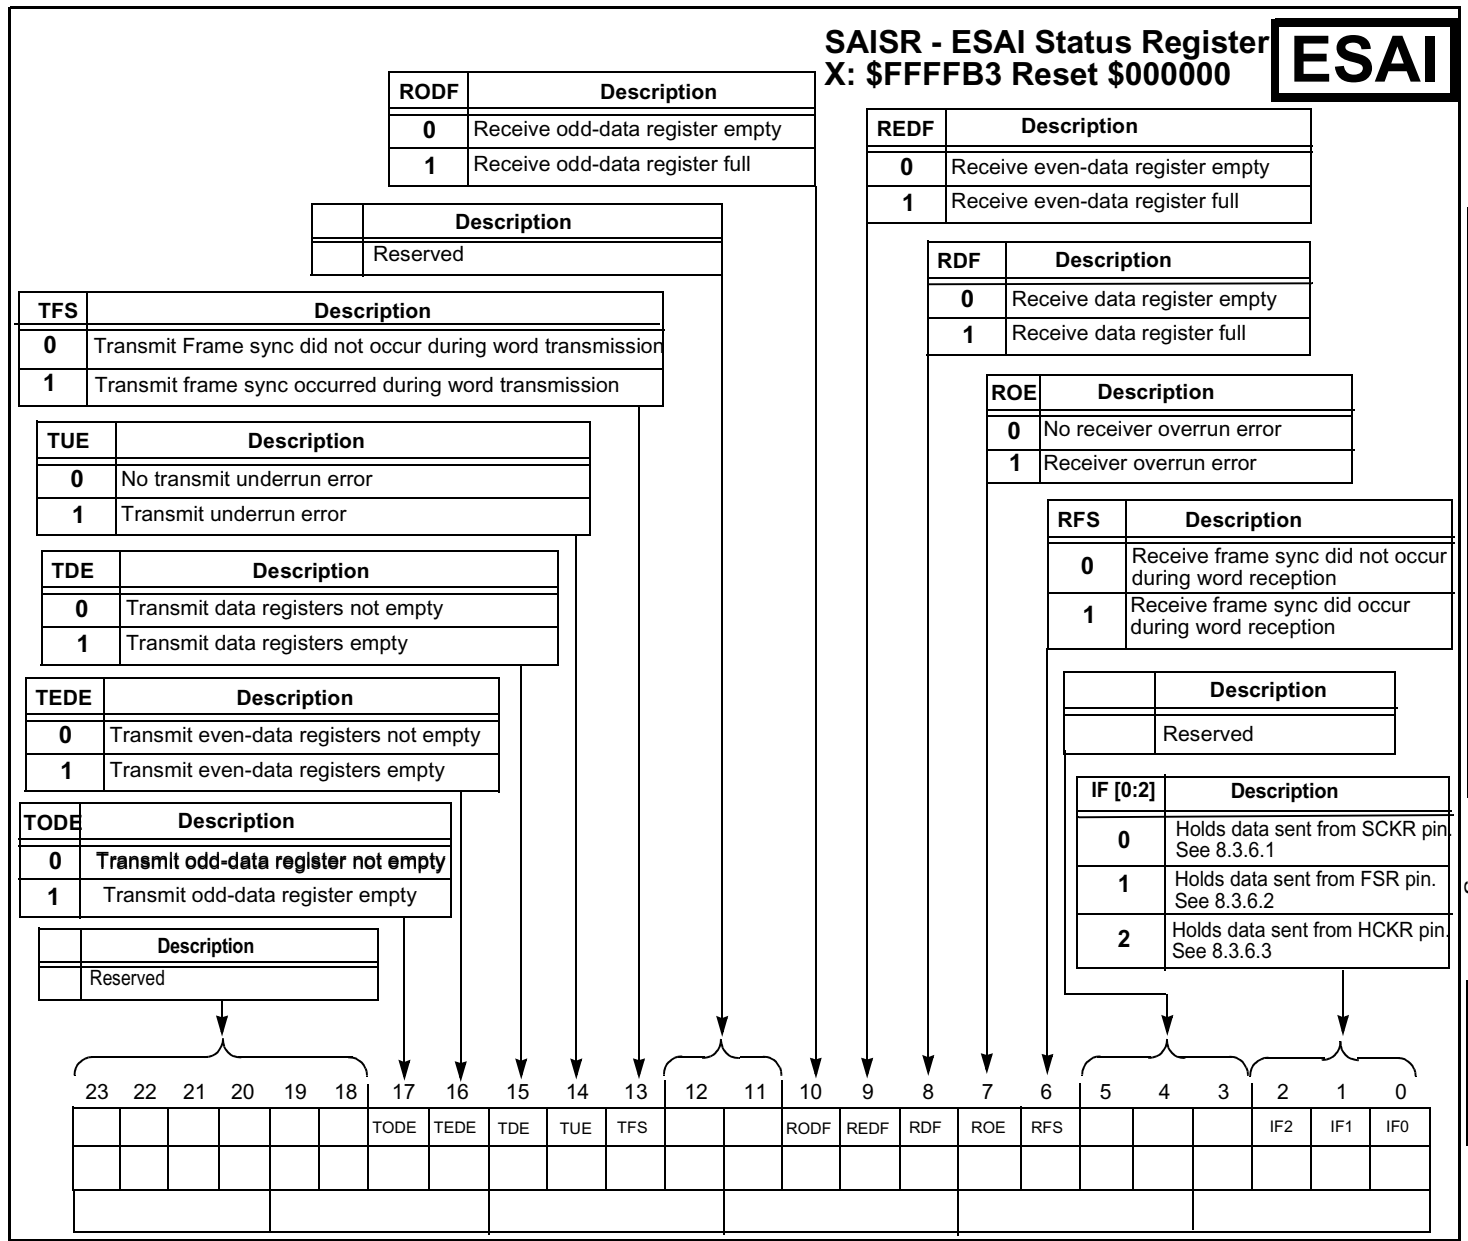 SAISR - ESAI Status Register
X: $FFFFB3 Reset $000000
ESAI
RODF Description
0 Receive odd-data register empty
1 Receive odd-data register full
REDF Description
0 Receive even-data register empty
1 Receive even-data register full
Description
Reserved
RDF Description
0 Receive data register empty
1 Receive data register full
TFS Description
0 Transmit Frame sync did not occur during word transmission
1 Transmit frame sync occurred during word transmission
ROE Description
0 No receiver overrun error
1 Receiver overrun error
TUE Description
0 No transmit underrun error
1 Transmit underrun error
RFS Description
0 Receive frame sync did not occur
during word reception
1 Receive frame sync did occur
during word reception
TDE Description
0 Transmit data registers not empty
1 Transmit data registers empty
Description
Reserved
TEDE Description
0 Transmit even-data registers not empty
1 Transmit even-data registers empty
IF [0:2] Description
0 Holds data sent from SCKR pin.
See 8.3.6.1
1 Holds data sent from FSR pin.
See 8.3.6.2
2 Holds data sent from HCKR pin.
See 8.3.6.3
TODE Description
0 Transmit odd-data register not empty
1 Transmit odd-data register empty
Description
Reserved
23 22 21 20 19 18 17 16 15 14 13 12 11 10 9 8 7 6 5 4 3 2 1 0
TODE TEDE TDE TUE TFS RODF REDF RDF ROE RFS IF2 IF1 IF0